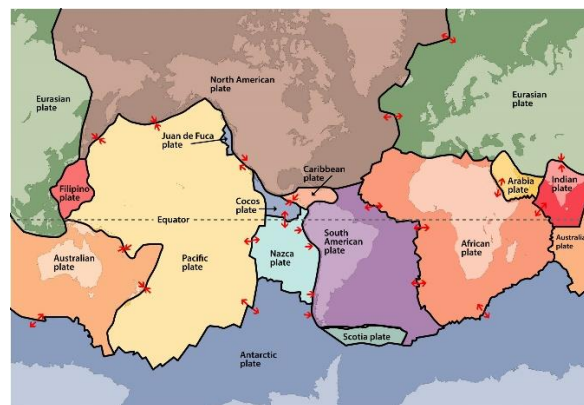 North American
plate
Eurasian
plate
Eurasian
plate
Juan de Fuca
plate
Caribbean
plate
Filipino
plate
Arabia
plate
Indian
plate
Cocos
plate
Equator
Australian
plate
Pacific
plate
Nazca
plate
South
American
plate
African
plate
Australian
plate
Scotia plate
Antarctic
plate